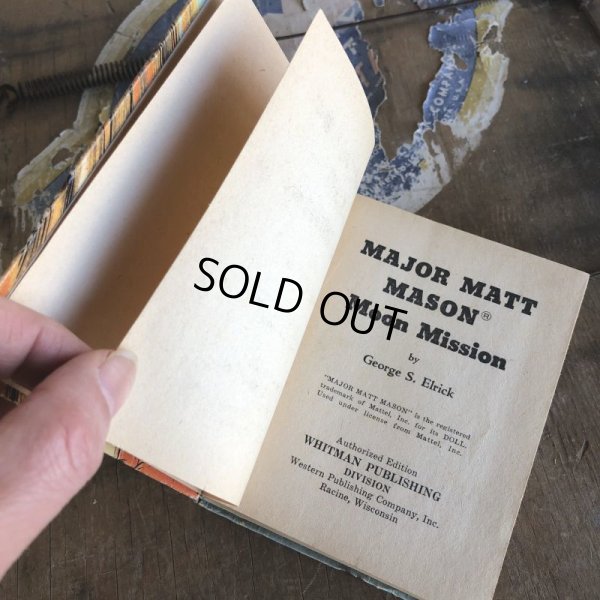 COMPANY
SOLD OUT
MAJOR MATT
MASON®
Moon Mission
by
George S. Elrick
"MAJOR MATT MASON" is the registered
trademark of Mattel, Inc. for its DOLL.
Used under license from Mattel, Inc.
Authorized Edition
WHITMAN PUBLISHING
DIVISION
Western Publishing Company, Inc.
Racine, Wisconsin